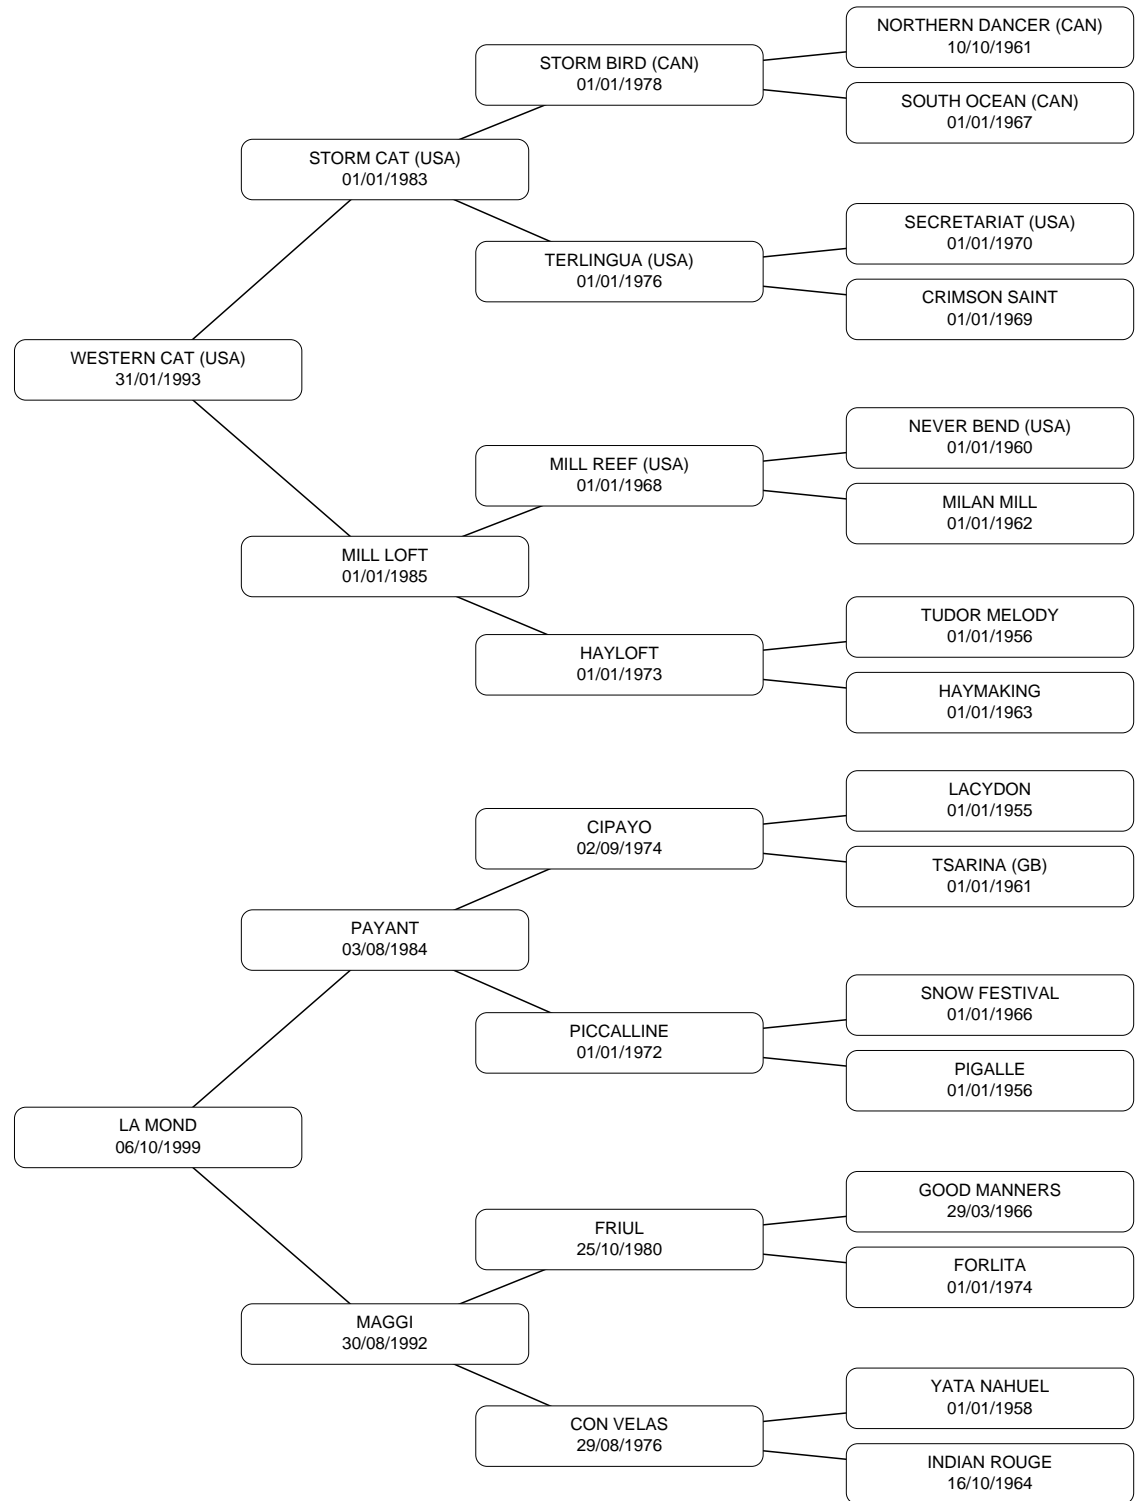 NORTHERN DANCER (CAN)
10/10/1961
STORM BIRD (CAN)
01/01/1978
SOUTH OCEAN (CAN)
01/01/1967
STORM CAT (USA)
01/01/1983
SECRETARIAT (USA)
01/01/1970
TERLINGUA (USA)
01/01/1976
CRIMSON SAINT
01/01/1969
WESTERN CAT (USA)
31/01/1993
NEVER BEND (USA)
01/01/1960
MILL REEF (USA)
01/01/1968
MILAN MILL
01/01/1962
MILL LOFT
01/01/1985
TUDOR MELODY
01/01/1956
HAYLOFT
01/01/1973
HAYMAKING
01/01/1963
LACYDON
01/01/1955
CIPAYO
02/09/1974
TSARINA (GB)
01/01/1961
PAYANT
03/08/1984
SNOW FESTIVAL
01/01/1966
PICCALLINE
01/01/1972
PIGALLE
01/01/1956
LA MOND
06/10/1999
GOOD MANNERS
29/03/1966
FRIUL
25/10/1980
FORLITA
01/01/1974
MAGGI
30/08/1992
YATA NAHUEL
01/01/1958
CON VELAS
29/08/1976
INDIAN ROUGE
16/10/1964